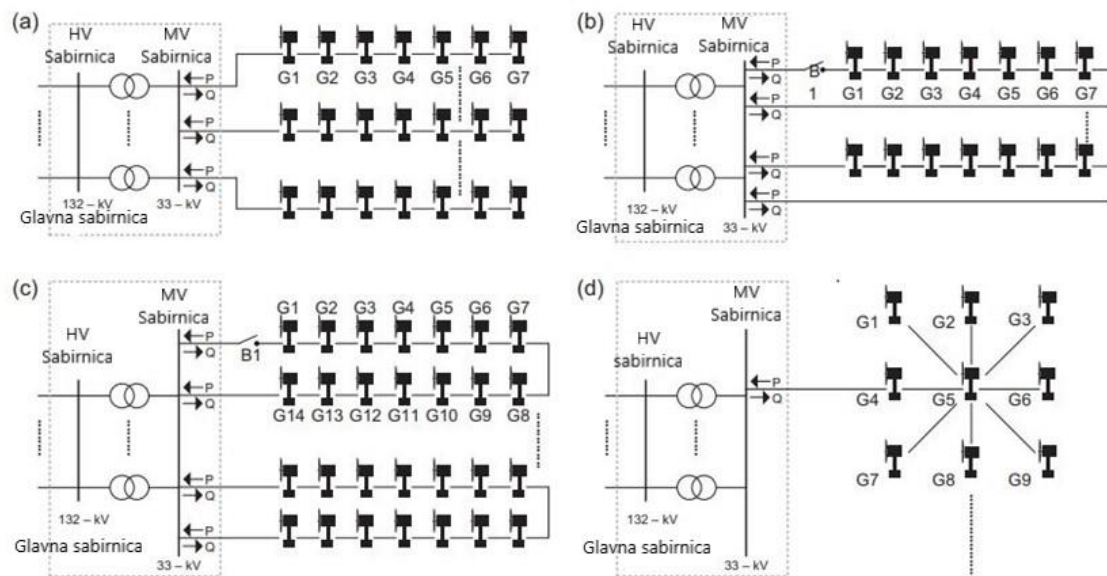 (a)
HV
Sabirnica
MV
Sabirnica
P
Q
G1 G2 G3 G4 G5 G6 G7
P
Q
P
Q
132 – kV
33 – kV
Glavna sabirnica
(b)
HV
Sabirnica
MV
Sabirnica
P
Q
B
1
G1 G2 G3 G4 G5 G6 G7
P
Q
P
Q
P
Q
132 – kV
Glavna sabirnica
33 – kV
(c)
HV
Sabirnica
MV
Sabirnica
G1 G2 G3 G4 G5 G6 G7
P
Q
B1
P
Q
G14 G13 G12 G11 G10 G9 G8
P
Q
P
Q
132 – kV
Glavna sabirnica
33 – kV
(d)
HV
sabirnica
MV
Sabirnica
G1 G2 G3
P
Q
G4 G5 G6
G7 G8 G9
132 – kV
Glavna sabirnica
33 – kV